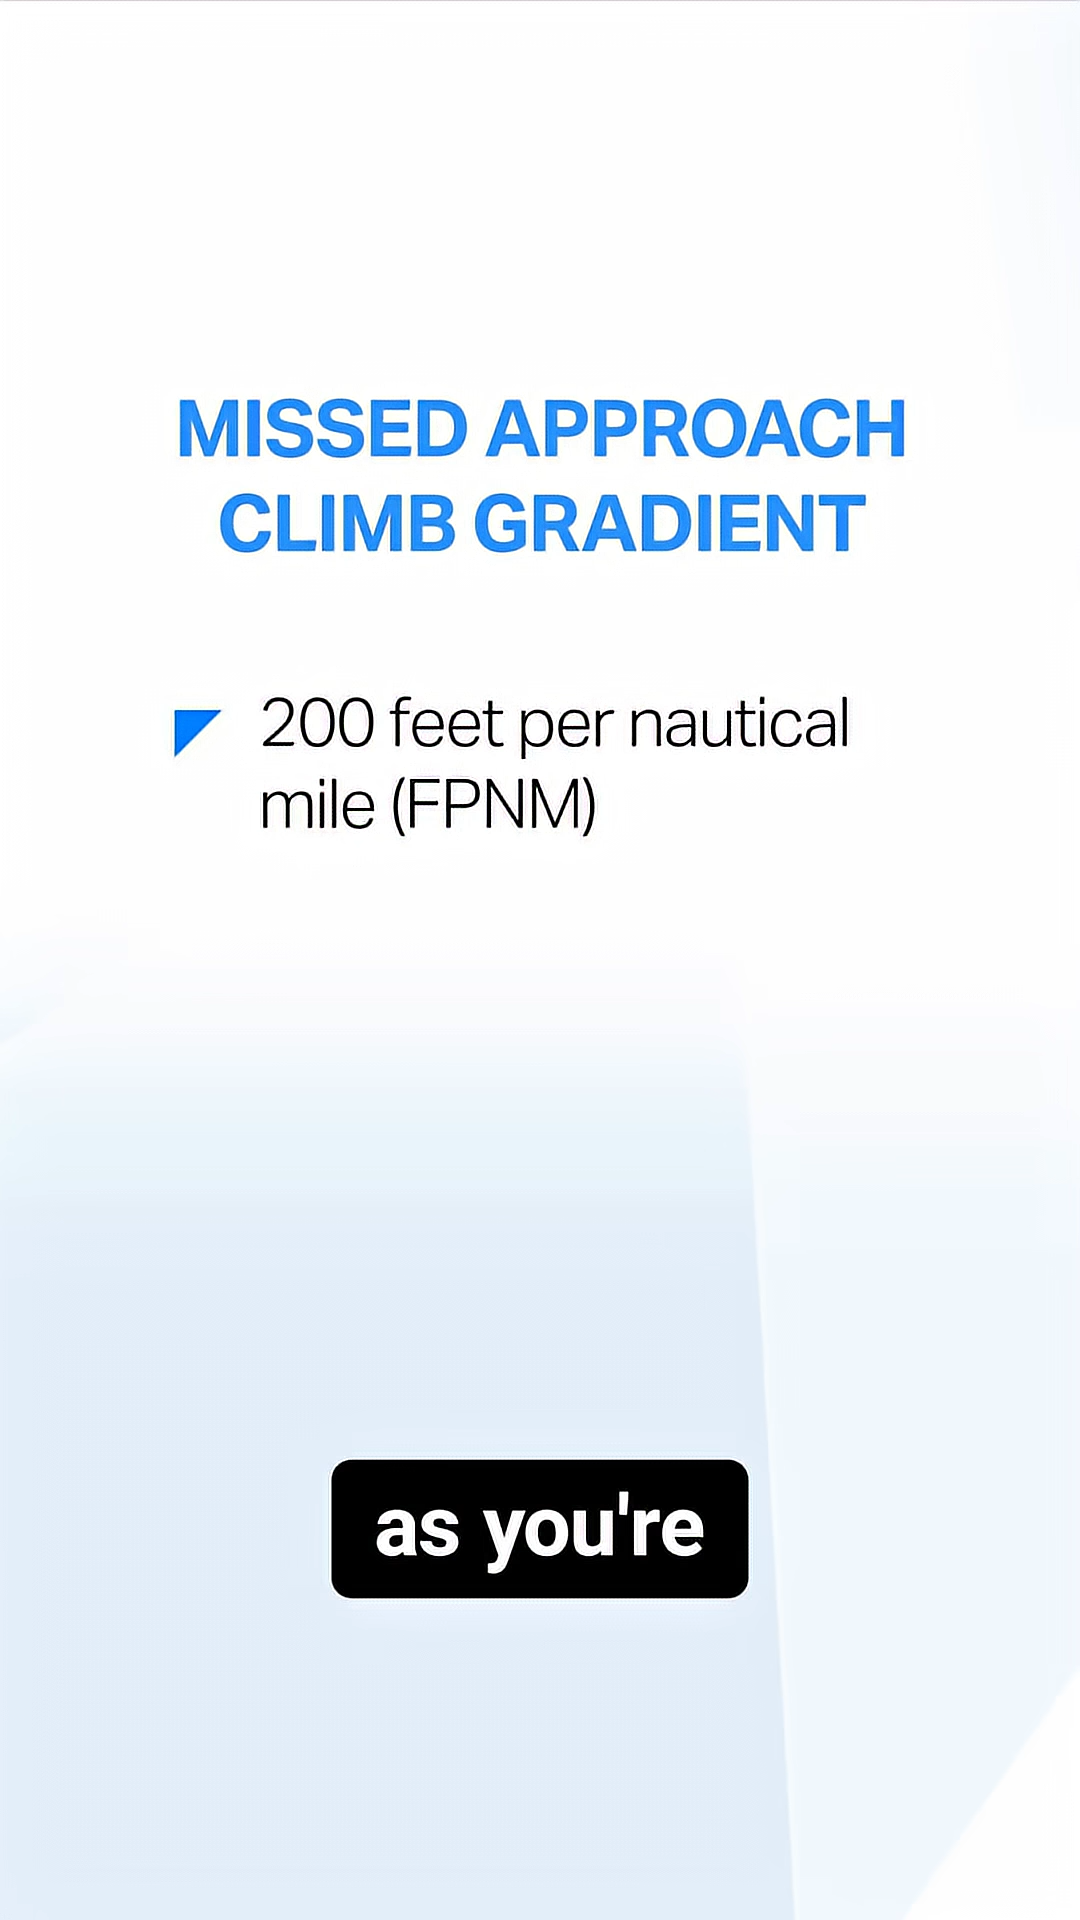 MISSED APPROACH
CLIMB GRADIENT
200 feet per nautical
mile (FPNM)
as you're